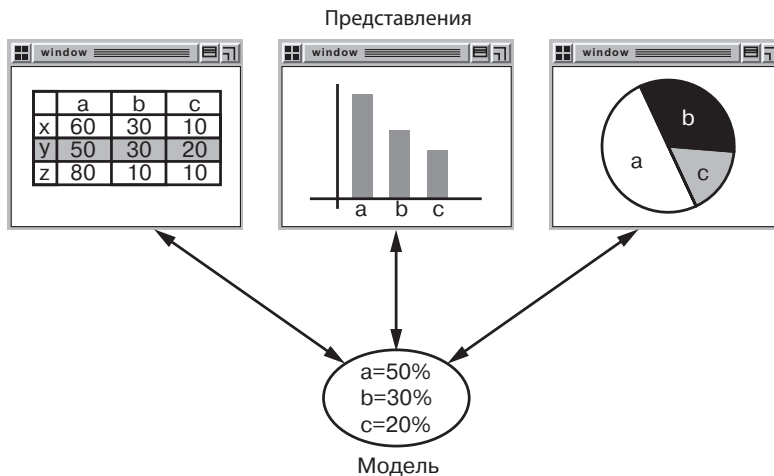 Представления
window
window
window
a b c
x 60 30 10
y 50 30 20
z 80 10 10
a b c
a
b
c
a=50%
b=30%
c=20%
Модель